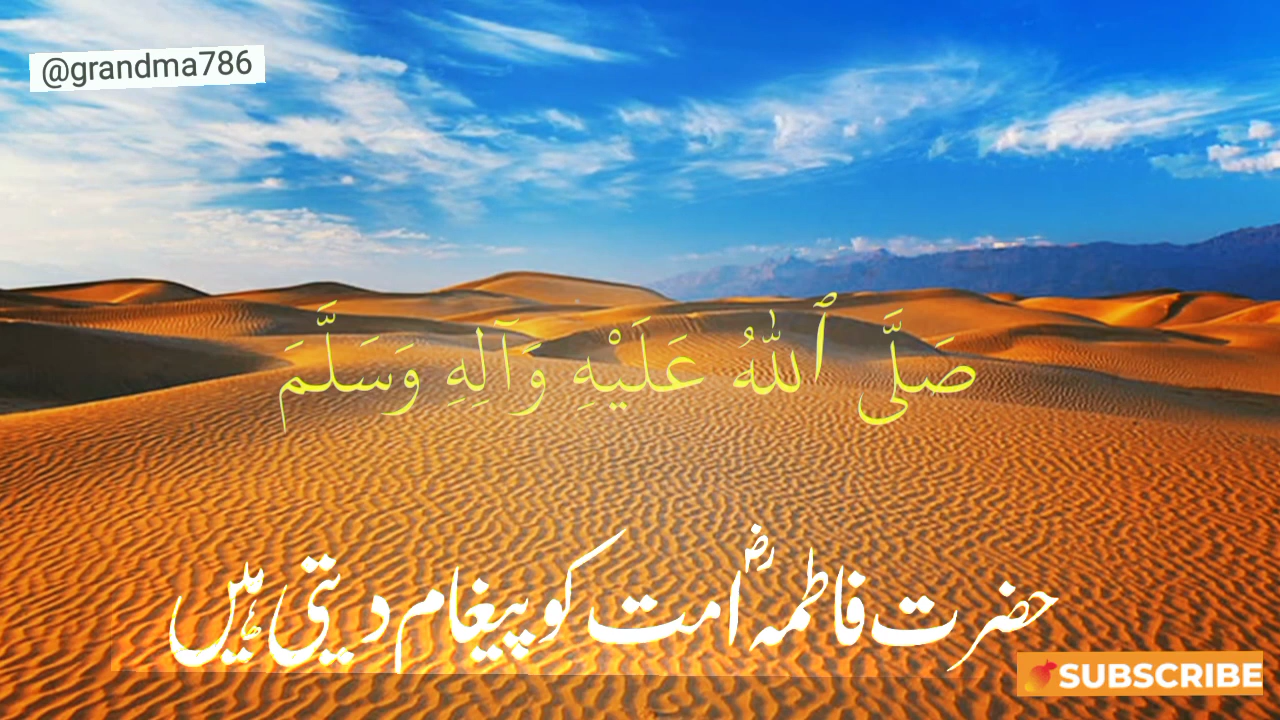 @grandma786
صَلَّى ٱللّٰهُ عَلَيْهِ وَآلِهِ وَسَلَّمَ
حضرت فاطمہؓ امت کو پیغام دیتی ہیں
SUBSCRIBE